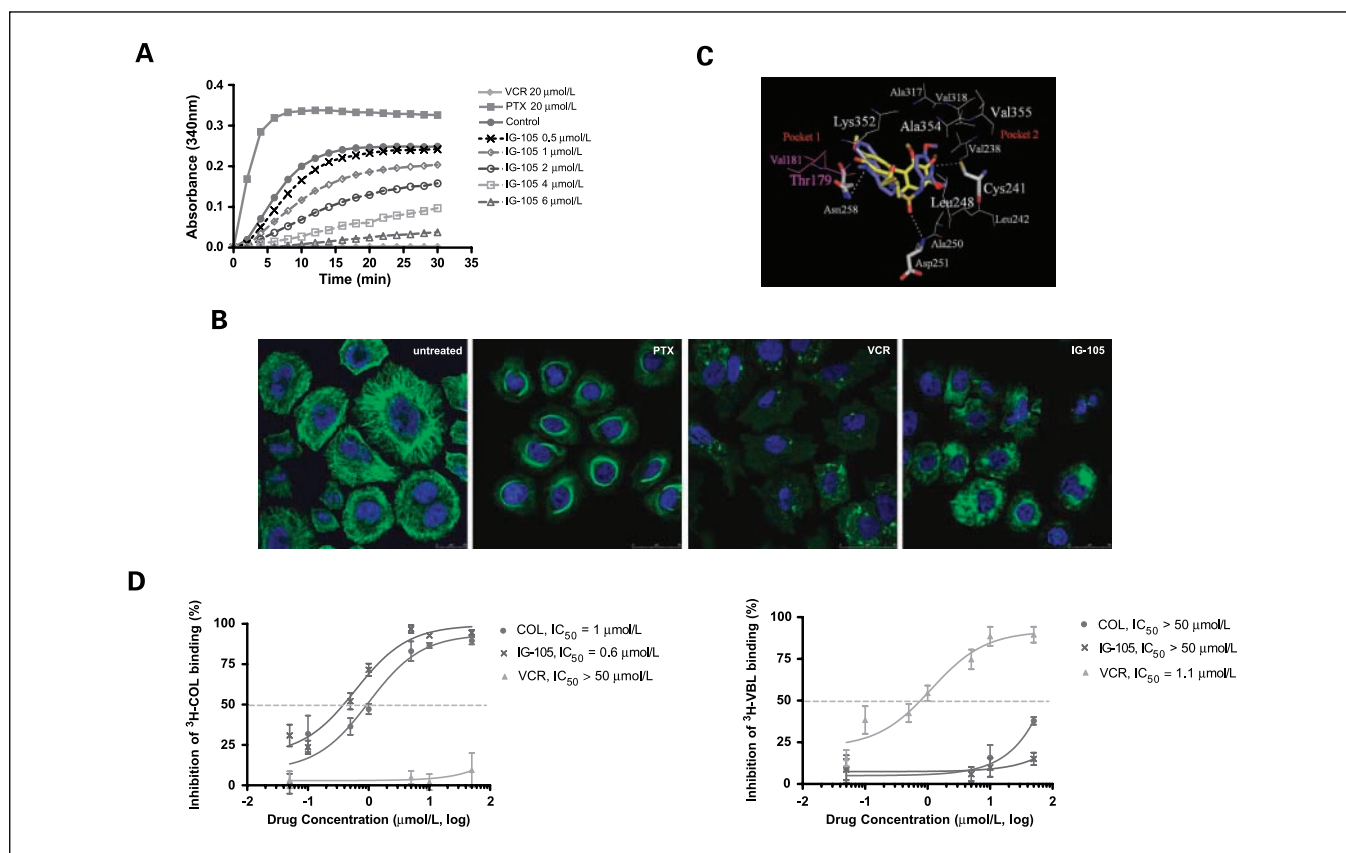 A
Absorbance (340nm)
0.4
0.3
0.2
0.1
0.0
0 5 10 15 20 25 30 35
Time (min)
VCR 20 μmol/L
PTX 20 μmol/L
Control
IG-105 0.5 μmol/L
IG-105 1 μmol/L
IG-105 2 μmol/L
IG-105 4 μmol/L
IG-105 6 μmol/L
C
Ala317
Val318
Val355
Lys352
Ala354
Pocket 1
Pocket 2
Val238
Val181
Thr179
Cys241
Asn258
Leu248
Leu242
Ala250
Asp251
B
untreated
PTX
VCR
IG-105
D
Inhibition of ³H-COL binding (%)
100
75
50
25
0
-2 -1 0 1 2
Drug Concentration (μmol/L, log)
COL, IC₅₀ = 1 μmol/L
IG-105, IC₅₀ = 0.6 μmol/L
VCR, IC₅₀ > 50 μmol/L
Inhibition of ³H-VBL binding (%)
100
75
50
25
0
-2 -1 0 1 2
Drug Concentration (μmol/L, log)
COL, IC₅₀ > 50 μmol/L
IG-105, IC₅₀ > 50 μmol/L
VCR, IC₅₀ = 1.1 μmol/L